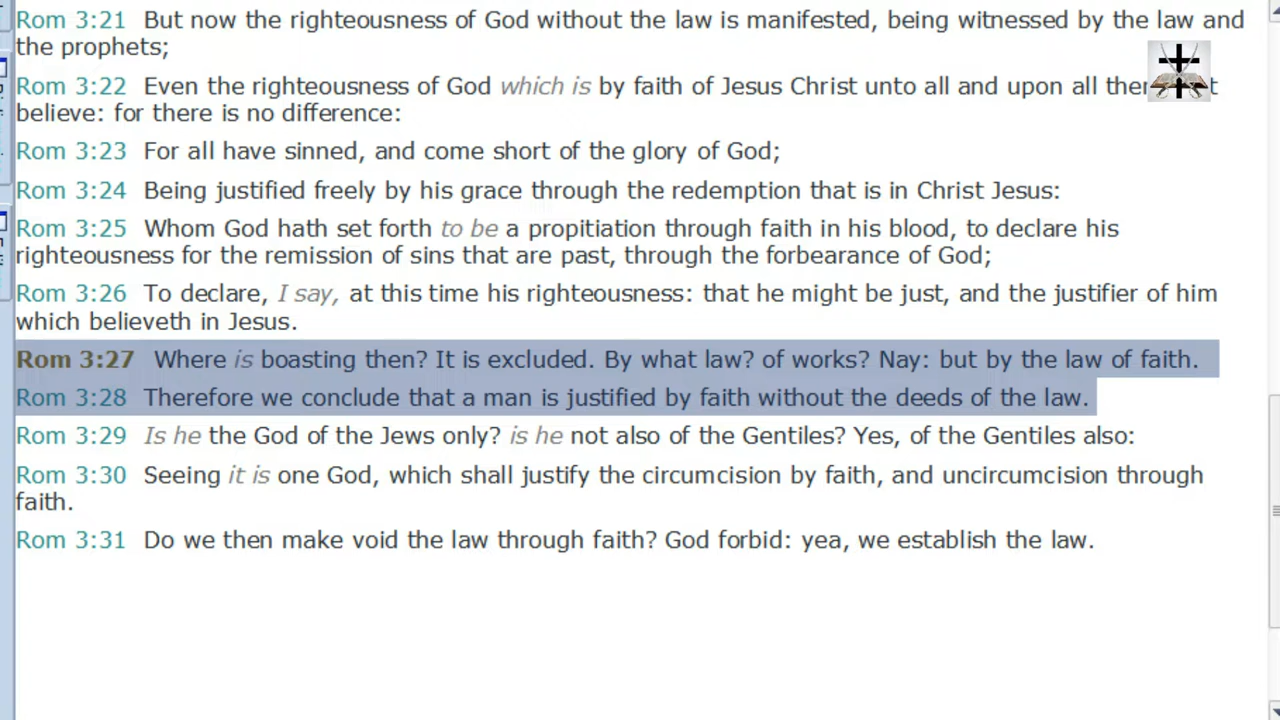 Rom 3:21 But now the righteousness of God without the law is manifested, being witnessed by the law and
the prophets;
Rom 3:22 Even the righteousness of God which is by faith of Jesus Christ unto all and upon all
believe: for there is no difference:
Rom 3:23 For all have sinned, and come short of the glory of God;
Rom 3:24 Being justified freely by his grace through the redemption that is in Christ Jesus:
Rom 3:25 Whom God hath set forth to be a propitiation through faith in his blood, to declare his
righteousness for the remission of sins that are past, through the forbearance of God;
Rom 3:26 To declare, I say, at this time his righteousness: that he might be just, and the justifier of him
which believeth in Jesus.
Rom 3:27 Where is boasting then? It is excluded. By what law? of works? Nay: but by the law of faith.
Rom 3:28 Therefore we conclude that a man is justified by faith without the deeds of the law.
Rom 3:29 Is he the God of the Jews only? is he not also of the Gentiles? Yes, of the Gentiles also:
Rom 3:30 Seeing it is one God, which shall justify the circumcision by faith, and uncircumcision through
faith.
Rom 3:31 Do we then make void the law through faith? God forbid: yea, we establish the law.